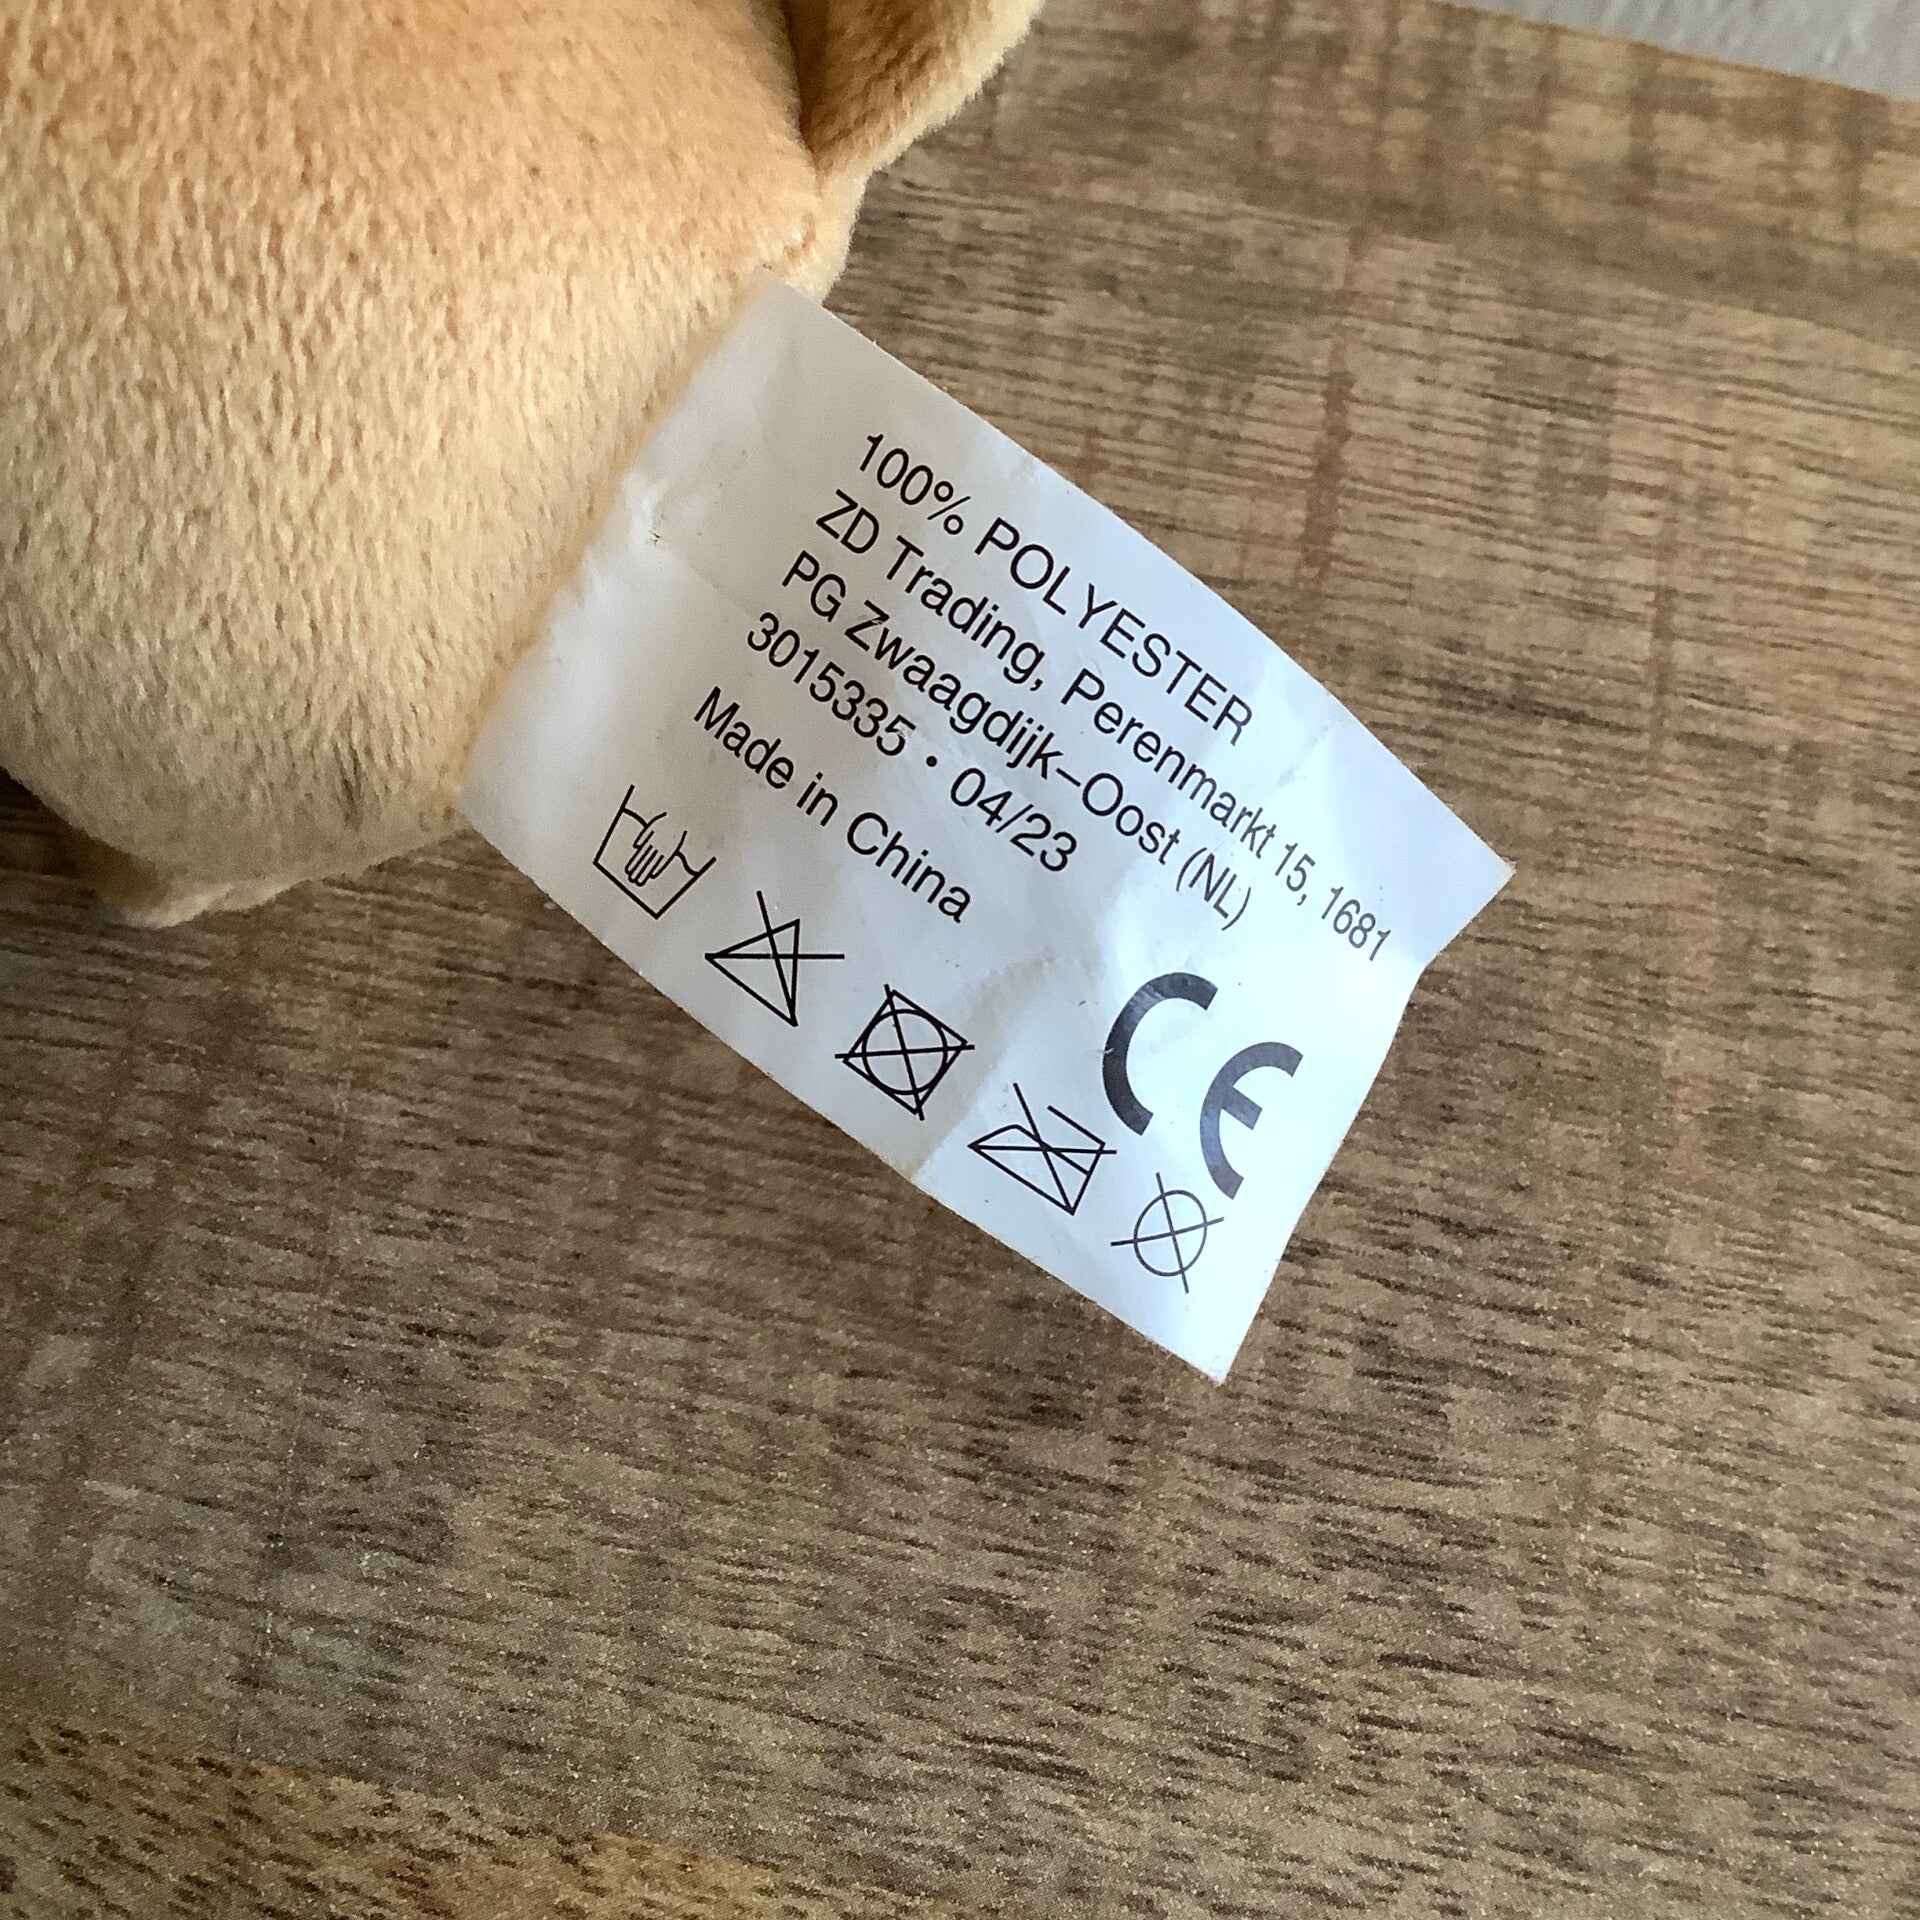 100% POLYESTER
ZD Trading, Perenmarkt 15, 1681
PG Zwaagdijk–Oost (NL)
3015335 • 04/23
Made in China
CE